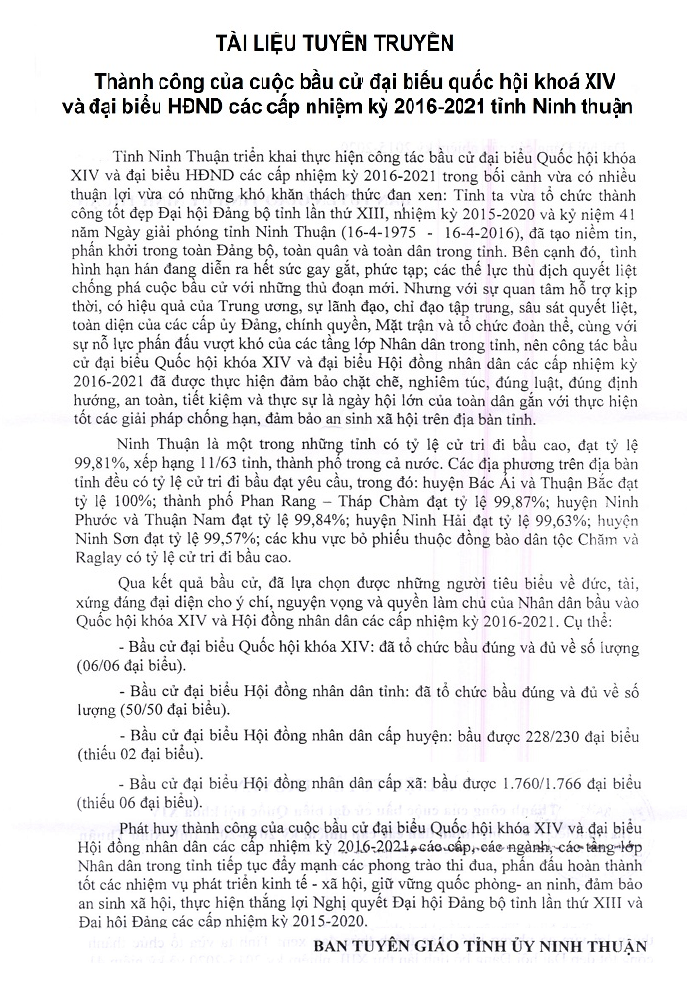 TÀI LIỆU TUYÊN TRUYỀN
Thành công của cuộc bầu cử đại biểu quốc hội khoá XIV
và đại biểu HĐND các cấp nhiệm kỳ 2016-2021 tỉnh Ninh thuận
Tỉnh Ninh Thuận triển khai thực hiện công tác bầu cử đại biểu Quốc hội khóa
XIV và đại biểu HĐND các cấp nhiệm kỳ 2016-2021 trong bối cảnh vừa có nhiều
thuận lợi vừa có những khó khăn thách thức đan xen: Tỉnh ta vừa tổ chức thành
công tốt đẹp Đại hội Đảng bộ tỉnh lần thứ XIII, nhiệm kỳ 2015-2020 và kỷ niệm 41
năm Ngày giải phóng tỉnh Ninh Thuận (16-4-1975 - 16-4-2016), đã tạo niềm tin,
phấn khởi trong toàn Đảng bộ, toàn quân và toàn dân trong tỉnh. Bên cạnh đó, tình
hình hạn hán đang diễn ra hết sức gay gắt, phức tạp; các thế lực thù địch quyết liệt
chống phá cuộc bầu cử với những thủ đoạn mới. Nhưng với sự quan tâm hỗ trợ kịp
thời, có hiệu quả của Trung ương, sự lãnh đạo, chỉ đạo tập trung, sâu sát quyết liệt,
toàn diện của các cấp ủy Đảng, chính quyền, Mặt trận và tổ chức đoàn thể, cùng với
sự nỗ lực phấn đấu vượt khó của các tầng lớp Nhân dân trong tỉnh, nên công tác bầu
cử đại biểu Quốc hội khóa XIV và đại biểu Hội đồng nhân dân các cấp nhiệm kỳ
2016-2021 đã được thực hiện đảm bảo chặt chẽ, nghiêm túc, đúng luật, đúng định
hướng, an toàn, tiết kiệm và thực sự là ngày hội lớn của toàn dân gắn với thực hiện
tốt các giải pháp chống hạn, đảm bảo an sinh xã hội trên địa bàn tỉnh.
Ninh Thuận là một trong những tỉnh có tỷ lệ cử tri đi bầu cao, đạt tỷ lệ
99,81%, xếp hạng 11/63 tỉnh, thành phố trong cả nước. Các địa phương trên địa bàn
tỉnh đều có tỷ lệ cử tri đi bầu đạt yêu cầu, trong đó: huyện Bác Ái và Thuận Bắc đạt
tỷ lệ 100%; thành phố Phan Rang – Tháp Chàm đạt tỷ lệ 99,87%; huyện Ninh
Phước và Thuận Nam đạt tỷ lệ 99,84%; huyện Ninh Hải đạt tỷ lệ 99,63%; huyện
Ninh Sơn đạt tỷ lệ 99,57%; các khu vực bỏ phiếu thuộc đồng bào dân tộc Chăm và
Raglay có tỷ lệ cử tri đi bầu cao.
Qua kết quả bầu cử, đã lựa chọn được những người tiêu biểu về đức, tài,
xứng đáng đại diện cho ý chí, nguyện vọng và quyền làm chủ của Nhân dân bầu vào
Quốc hội khóa XIV và Hội đồng nhân dân các cấp nhiệm kỳ 2016-2021. Cụ thể:
- Bầu cử đại biểu Quốc hội khóa XIV: đã tổ chức bầu đúng và đủ về số lượng
(06/06 đại biểu).
- Bầu cử đại biểu Hội đồng nhân dân tỉnh: đã tổ chức bầu đúng và đủ về số
lượng (50/50 đại biểu).
- Bầu cử đại biểu Hội đồng nhân dân cấp huyện: bầu được 228/230 đại biểu
(thiếu 02 đại biểu).
- Bầu cử đại biểu Hội đồng nhân dân cấp xã: bầu được 1.760/1.766 đại biểu
(thiếu 06 đại biểu).
Phát huy thành công của cuộc bầu cử đại biểu Quốc hội khóa XIV và đại biểu
Hội đồng nhân dân các cấp nhiệm kỳ 2016-2021, các cấp, các ngành, các tầng lớp
Nhân dân trong tỉnh tiếp tục đẩy mạnh các phong trào thi đua, phấn đấu hoàn thành
tốt các nhiệm vụ phát triển kinh tế - xã hội, giữ vững quốc phòng- an ninh, đảm bảo
an sinh xã hội, thực hiện thắng lợi Nghị quyết Đại hội Đảng bộ tỉnh lần thứ XIII và
Đại hội Đảng các cấp nhiệm kỳ 2015-2020.
BAN TUYÊN GIÁO TỈNH ỦY NINH THUẬN